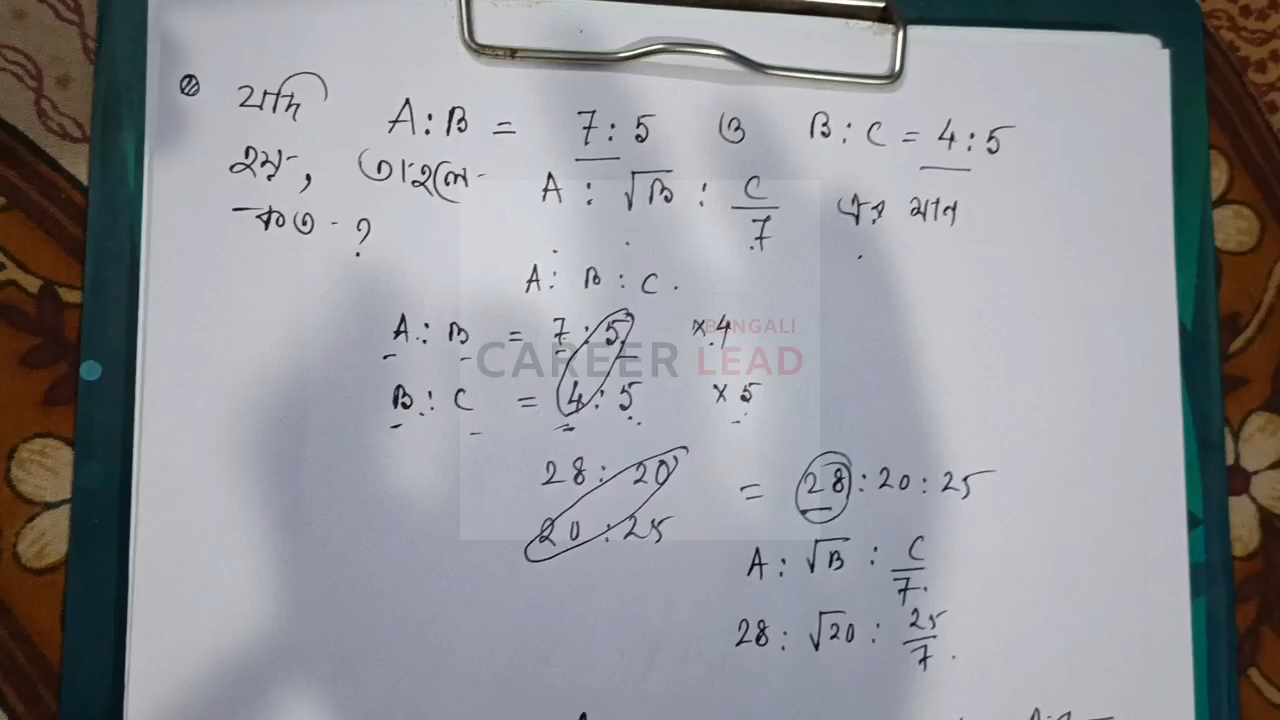 যদি A : B = 7 : 5 ও B : C = 4 : 5
হয়, তাহলে A : √B : C/7 এর মান
কত ?
A : B : C .
A : B = 7 : 5 × 4
B : C = 4 : 5 × 5
BENGALI
CAREER LEAD
28 : 20
20 : 25
= 28 : 20 : 25
A : √B : C/7
28 : √20 : 25/7